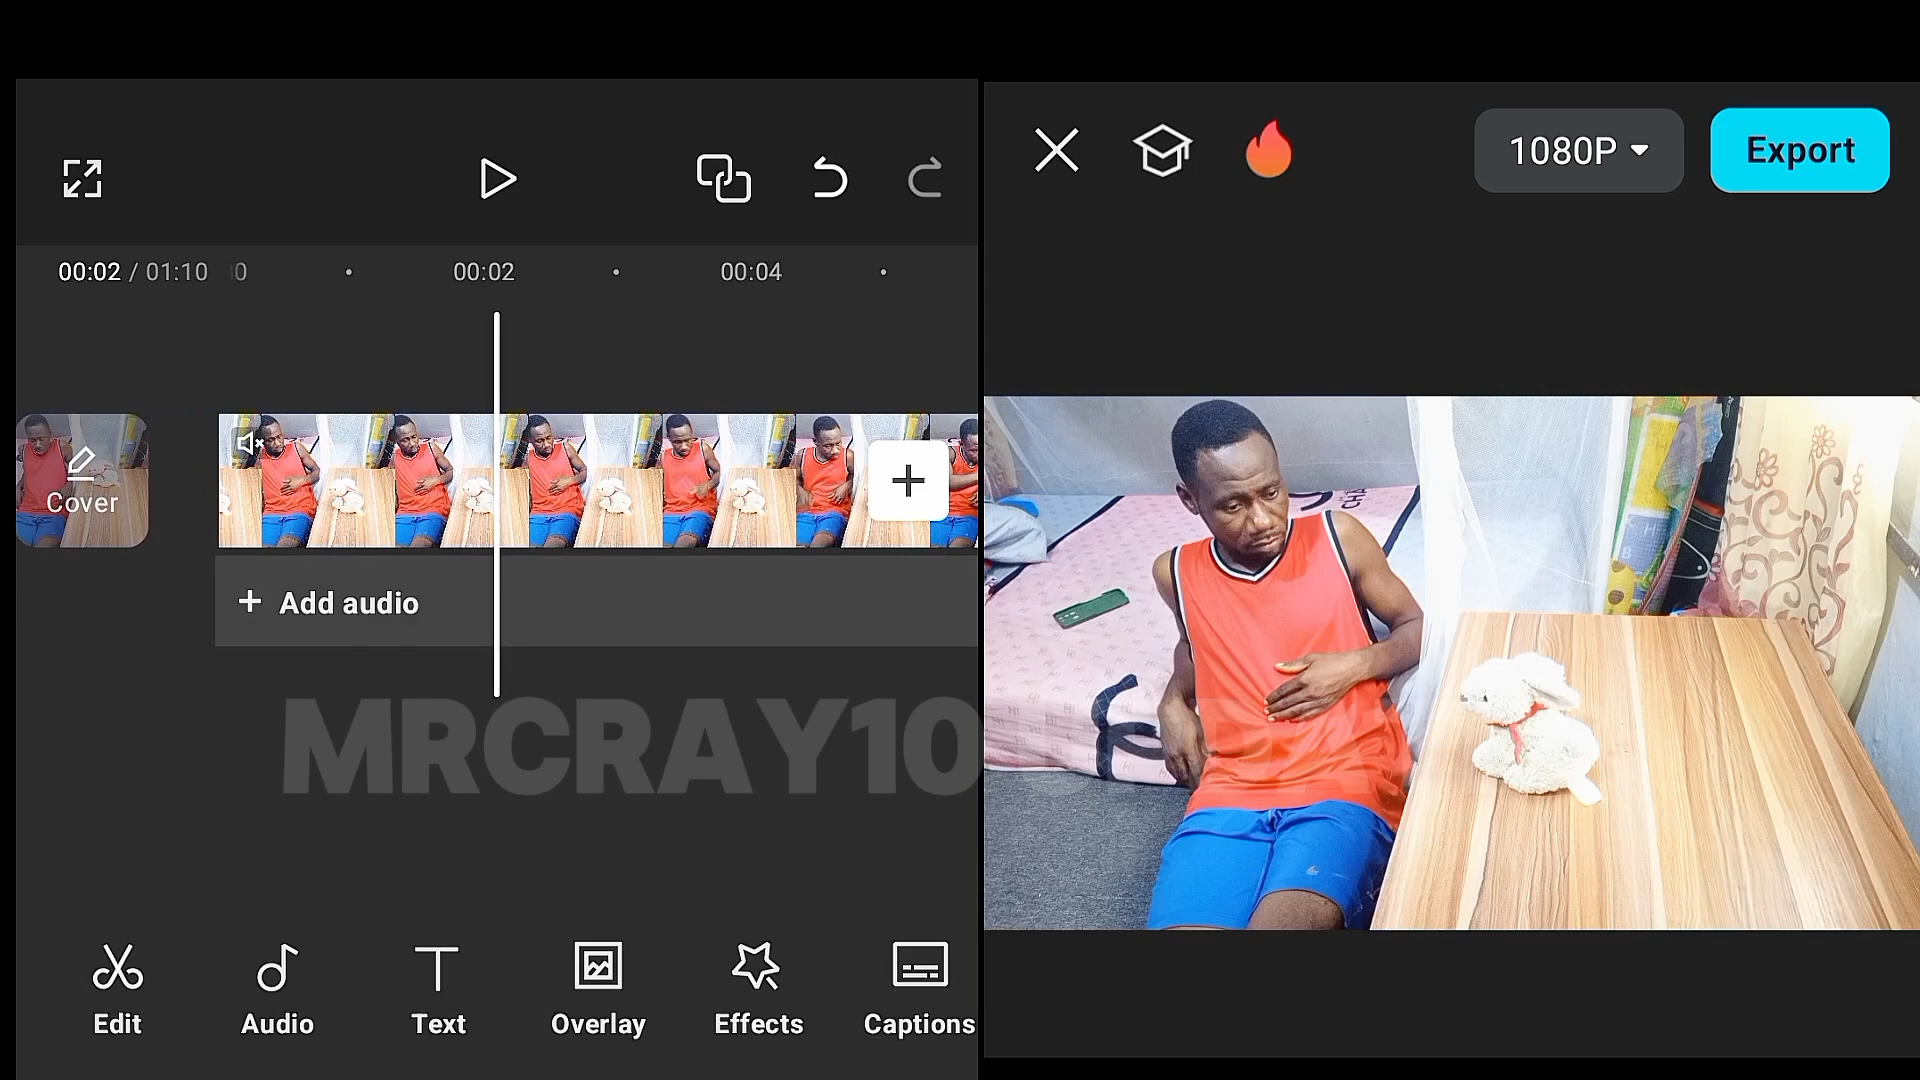 00:02 / 01:10
00:02
00:04
Cover
+ Add audio
MRCRAY10
Edit
Audio
Text
Overlay
Effects
Captions
1080P
Export